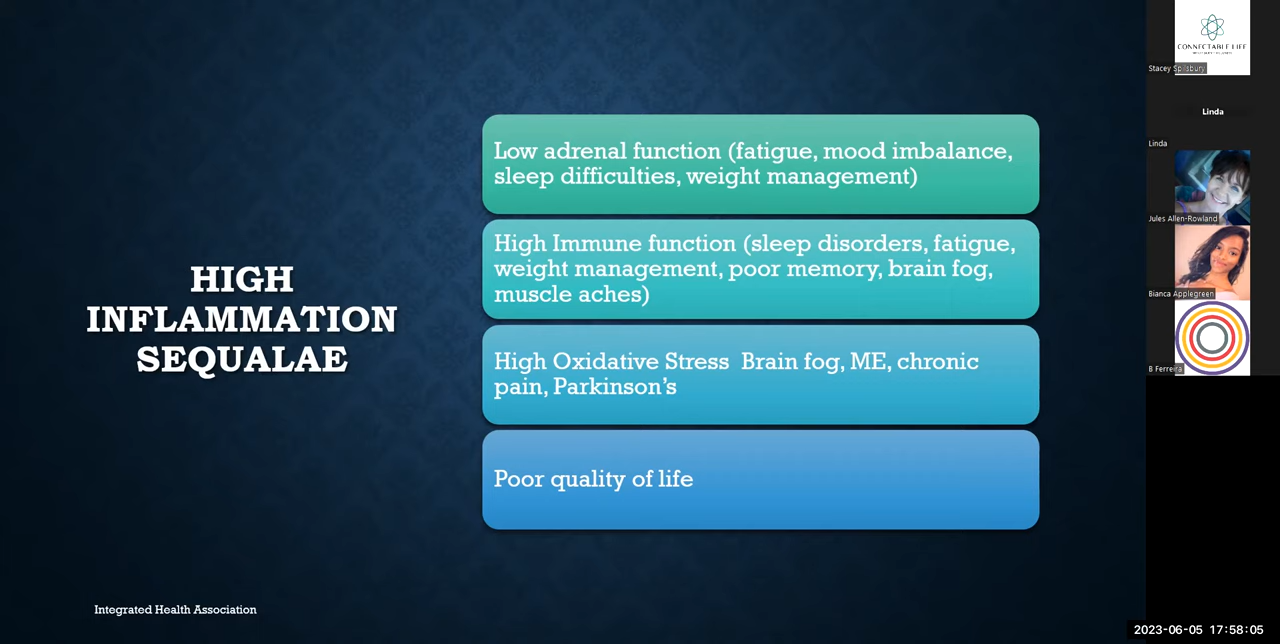 HIGH
INFLAMMATION
SEQUALAE
Low adrenal function (fatigue, mood imbalance,
sleep difficulties, weight management)
High Immune function (sleep disorders, fatigue,
weight management, poor memory, brain fog,
muscle aches)
High Oxidative Stress  Brain fog, ME, chronic
pain, Parkinson’s
Poor quality of life
Integrated Health Association
CONNECTABLE LIFE
Stacey Spilsbury
Linda
Linda
Jules Allen-Rowland
Bianca Applegreen
B Ferreira
2023-06-05 17:58:05